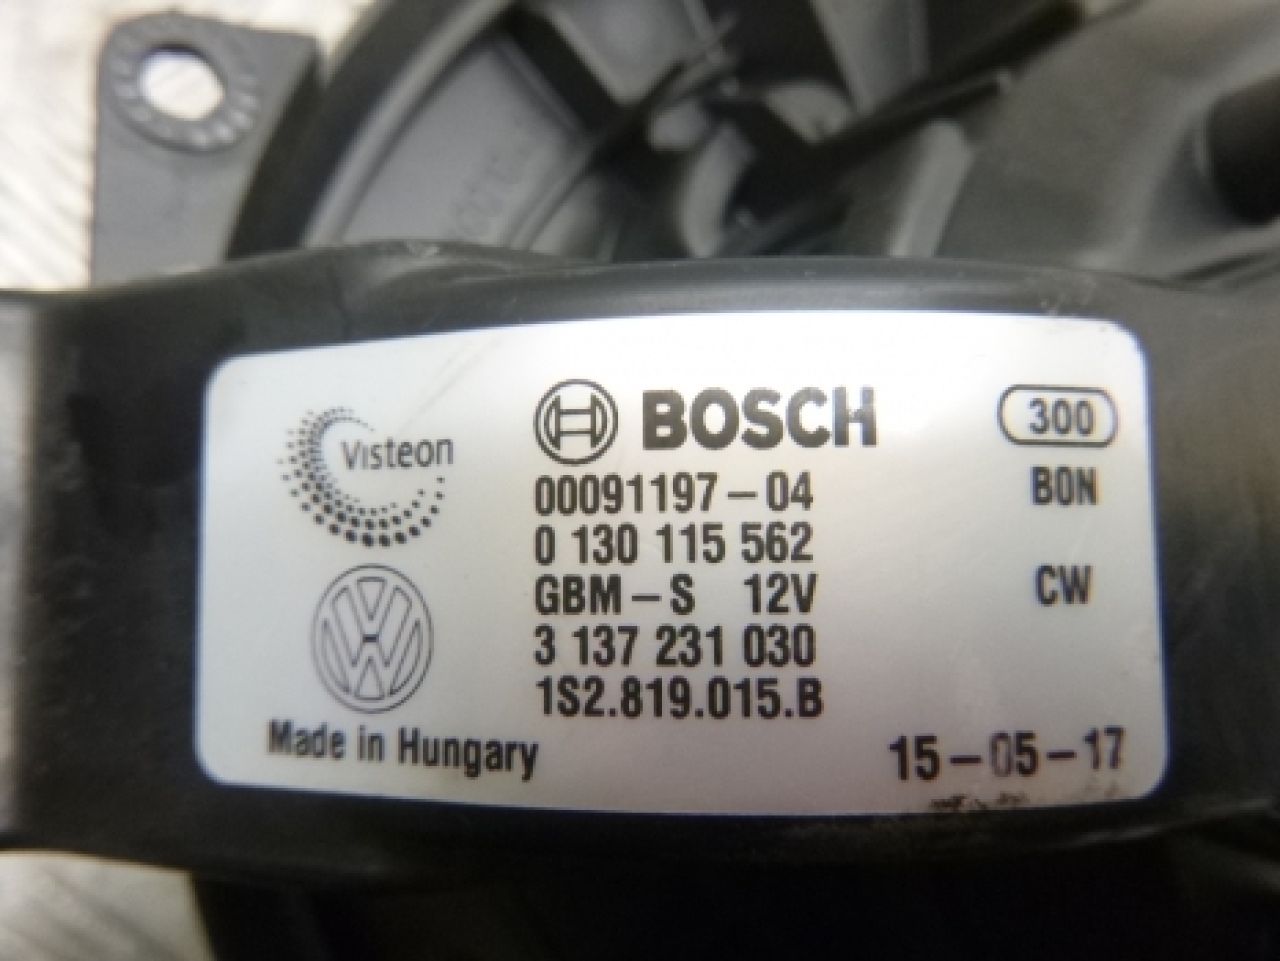 Visteon
BOSCH
300
00091197-04
BON
0 130 115 562
GBM-S 12V
CW
3 137 231 030
1S2.819.015.B
Made in Hungary
15-05-17